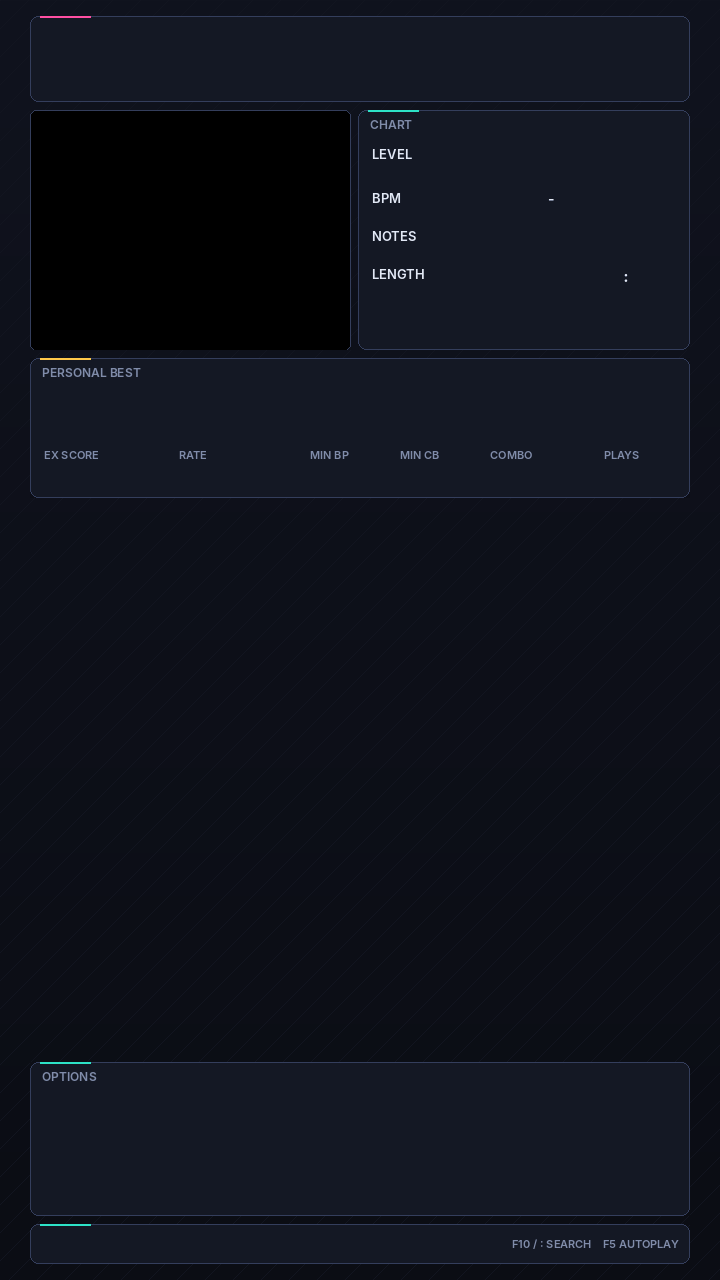 CHART
LEVEL
BPM -
NOTES
LENGTH :
PERSONAL BEST
EX SCORE RATE MIN BP MIN CB COMBO PLAYS
OPTIONS
F10 / : SEARCH F5 AUTOPLAY